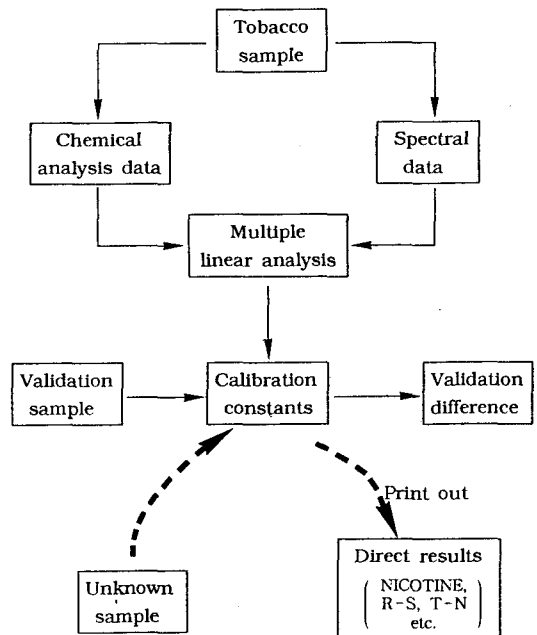 Tobacco
sample
Chemical
analysis data
Spectral
data
Multiple
linear analysis
Validation
sample
Calibration
constants
Validation
difference
Print out
Unknown
sample
Direct results
( NICOTINE,
R-S, T-N
etc. )